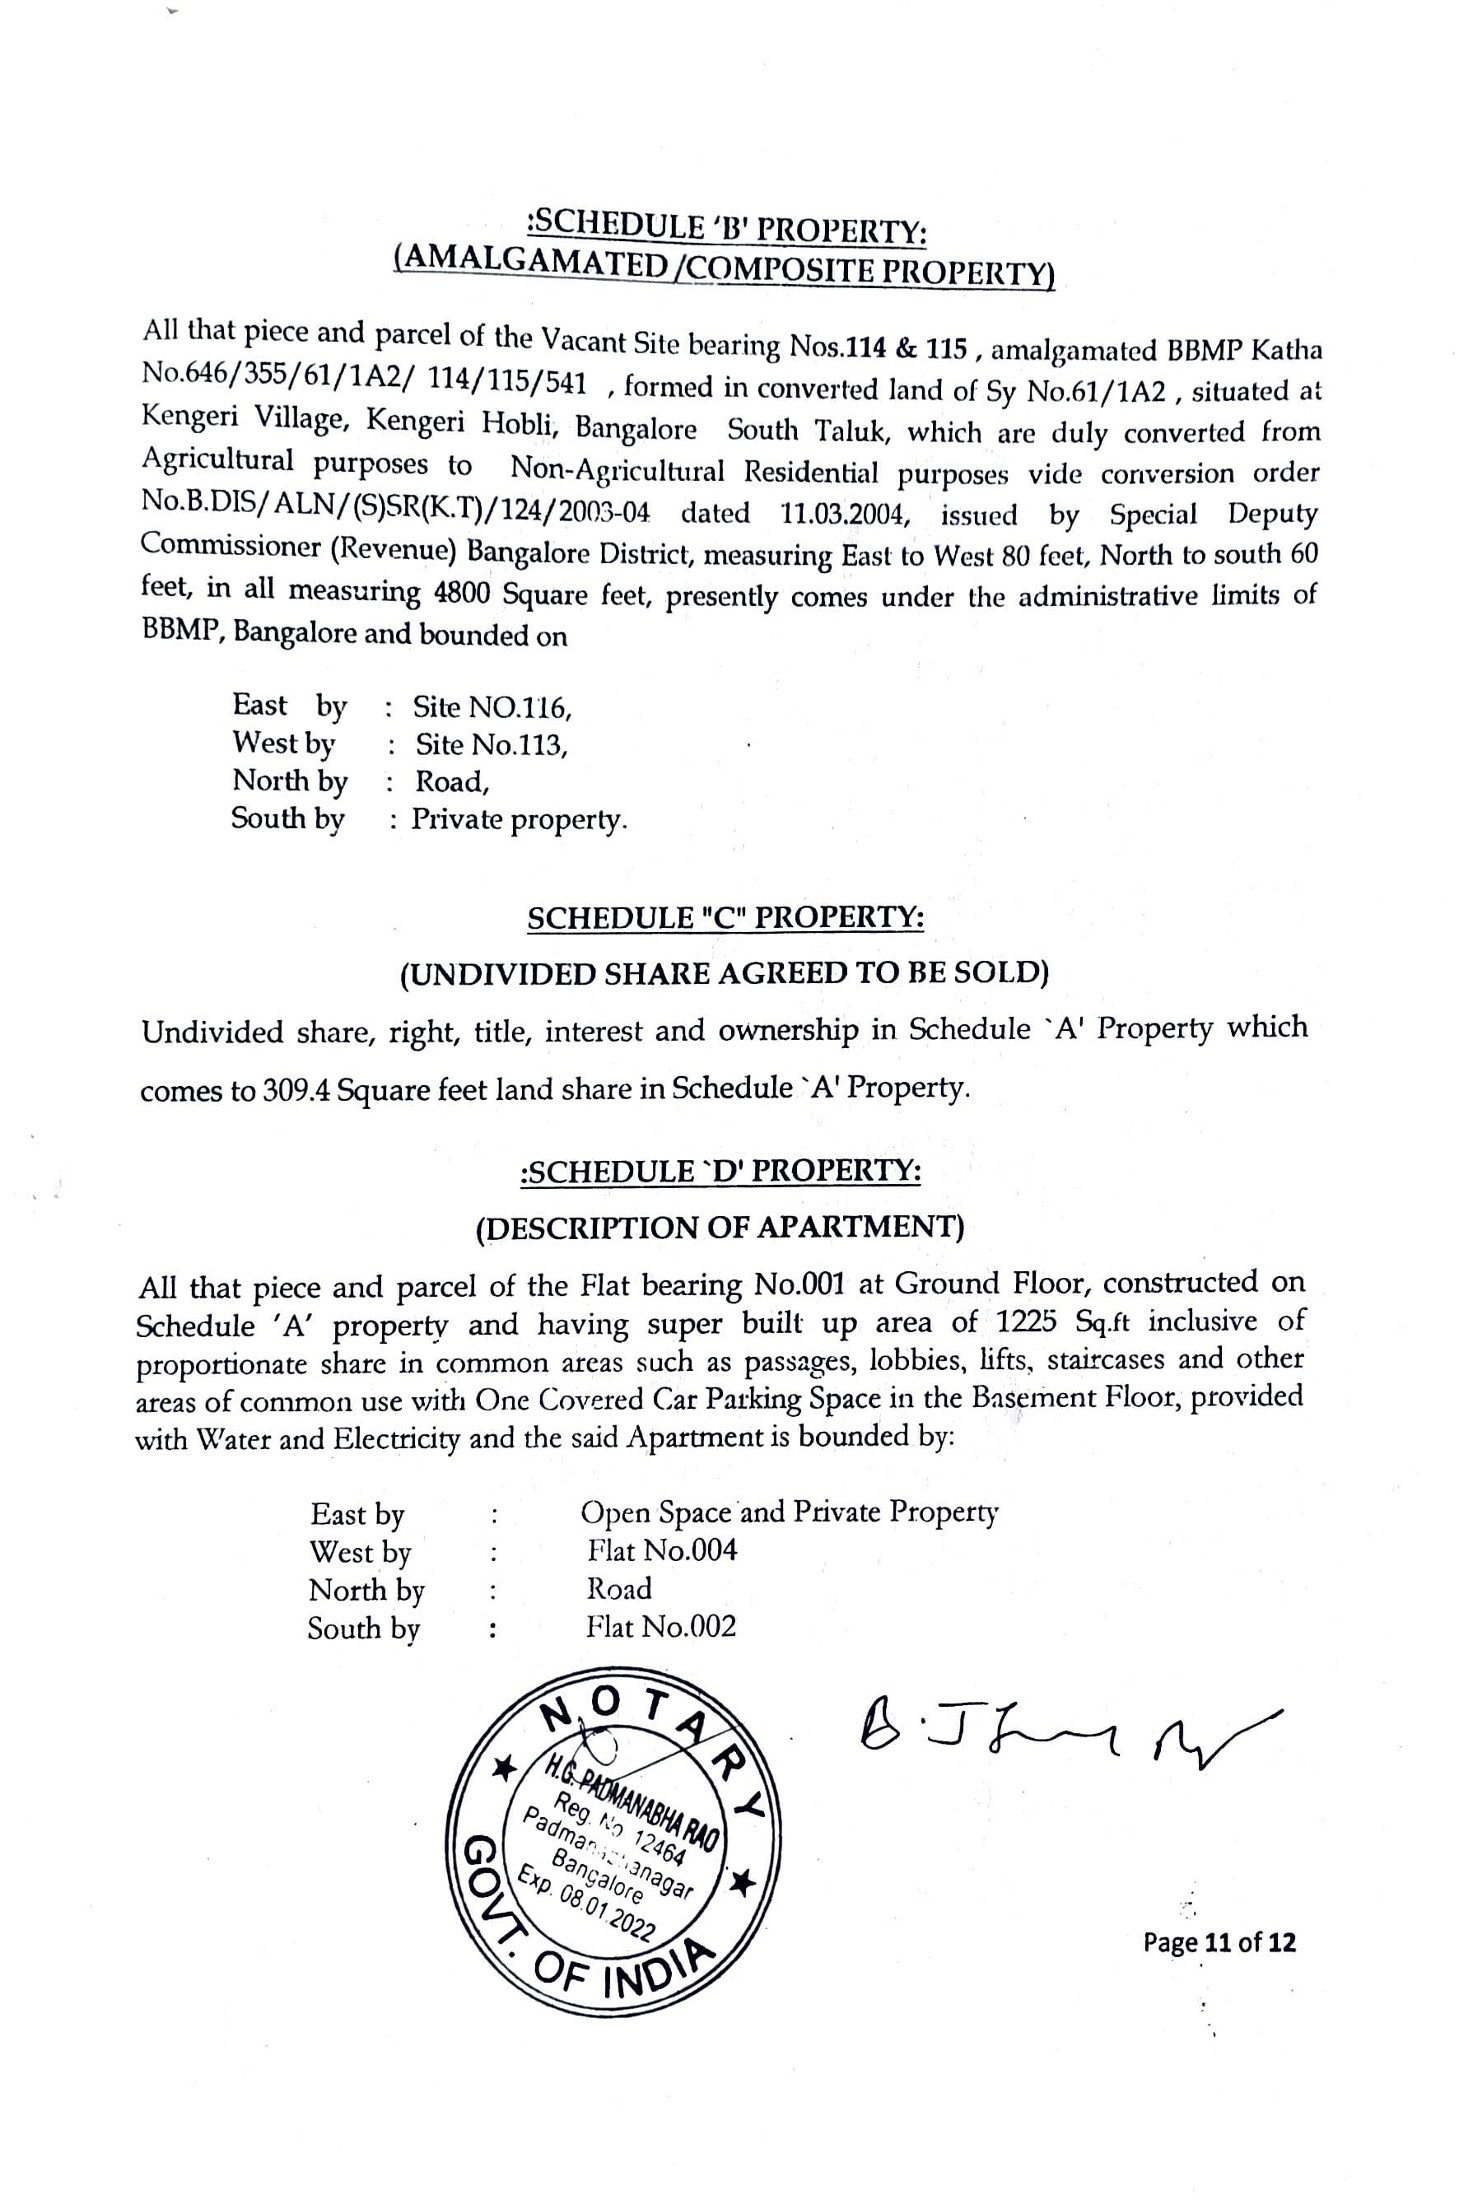 :SCHEDULE 'B' PROPERTY:
(AMALGAMATED /COMPOSITE PROPERTY)
All that piece and parcel of the Vacant Site bearing Nos.114 & 115 , amalgamated BBMP Katha
No.646/355/61/1A2/ 114/115/541 , formed in converted land of Sy No.61/1A2 , situated at
Kengeri Village, Kengeri Hobli, Bangalore South Taluk, which are duly converted from
Agricultural purposes to Non-Agricultural Residential purposes vide conversion order
No.B.DIS/ALN/(S)SR(K.T)/124/2003-04 dated 11.03.2004, issued by Special Deputy
Commissioner (Revenue) Bangalore District, measuring East to West 80 feet, North to south 60
feet, in all measuring 4800 Square feet, presently comes under the administrative limits of
BBMP, Bangalore and bounded on
East by : Site NO.116,
West by : Site No.113,
North by : Road,
South by : Private property.
SCHEDULE "C" PROPERTY:
(UNDIVIDED SHARE AGREED TO BE SOLD)
Undivided share, right, title, interest and ownership in Schedule `A' Property which
comes to 309.4 Square feet land share in Schedule `A' Property.
:SCHEDULE `D' PROPERTY:
(DESCRIPTION OF APARTMENT)
All that piece and parcel of the Flat bearing No.001 at Ground Floor, constructed on
Schedule 'A' property and having super built up area of 1225 Sq.ft inclusive of
proportionate share in common areas such as passages, lobbies, lifts, staircases and other
areas of common use with One Covered Car Parking Space in the Basement Floor, provided
with Water and Electricity and the said Apartment is bounded by:
East by : Open Space and Private Property
West by : Flat No.004
North by : Road
South by : Flat No.002
NOTARY
H.G. PADMANABHA RAO
Reg. No 12464
Bangalore
Exp. 08.01.2022
GOVT. OF INDIA
Page 11 of 12